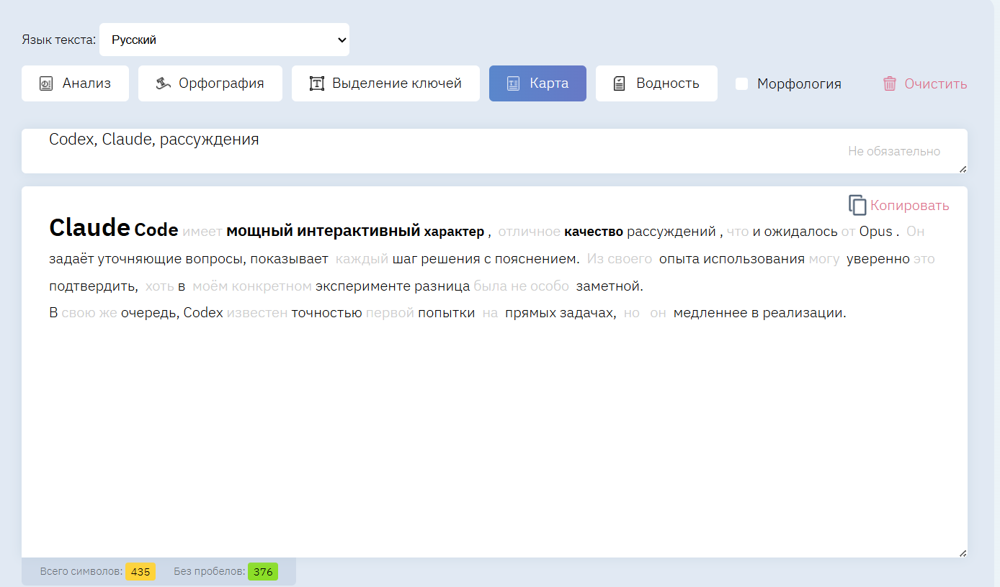 Язык текста: Русский
Анализ Орфография Выделение ключей Карта Водность Морфология Очистить
Codex, Claude, рассуждения
Не обязательно
Копировать
Claude Code имеет мощный интерактивный характер , отличное качество рассуждений , что и ожидалось от Opus . Он
задаёт уточняющие вопросы, показывает каждый шаг решения с пояснением. Из своего опыта использования могу уверенно это
подтвердить, хоть в моём конкретном эксперименте разница была не особо заметной.
В свою же очередь, Codex известен точностью первой попытки на прямых задачах, но он медленнее в реализации.
Всего символов: 435 Без пробелов: 376